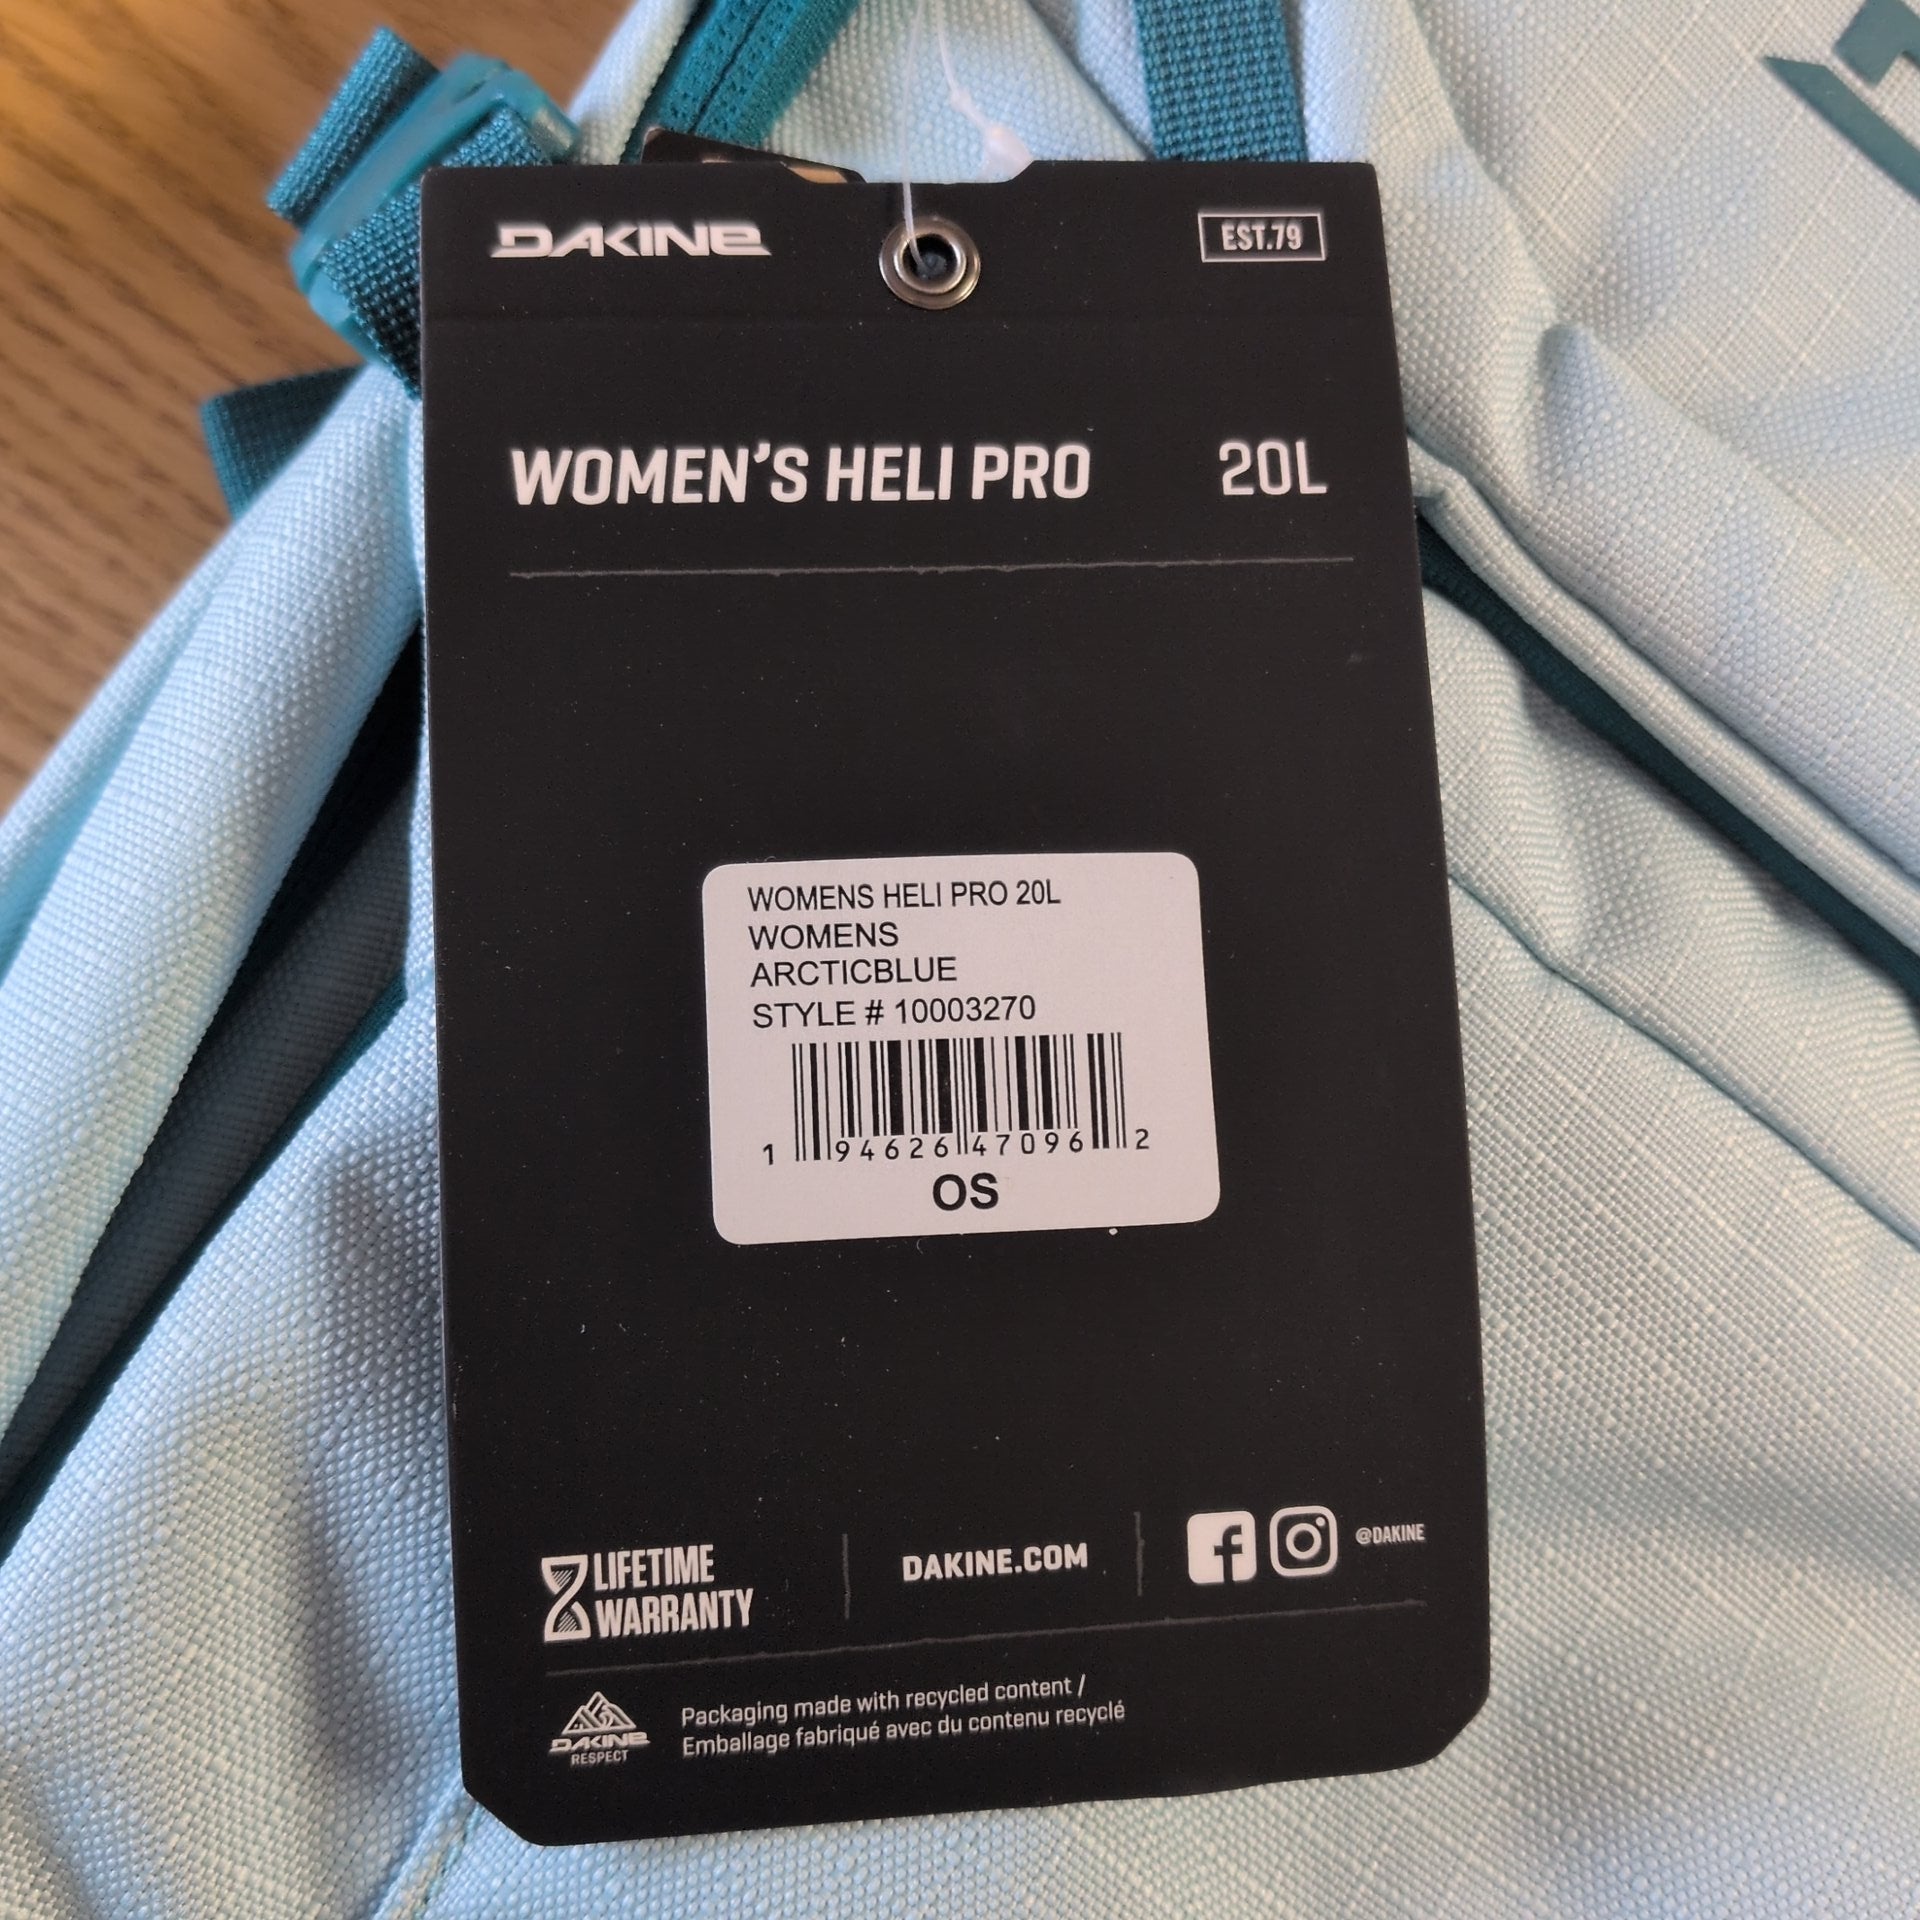 DAKINE
EST.79
WOMEN'S HELI PRO 20L
WOMENS HELI PRO 20L
WOMENS
ARCTICBLUE
STYLE # 10003270
1 94626 47096 2
OS
LIFETIME
WARRANTY
DAKINE.COM
@DAKINE
DAKINE
RESPECT
Packaging made with recycled content /
Emballage fabriqué avec du contenu recyclé